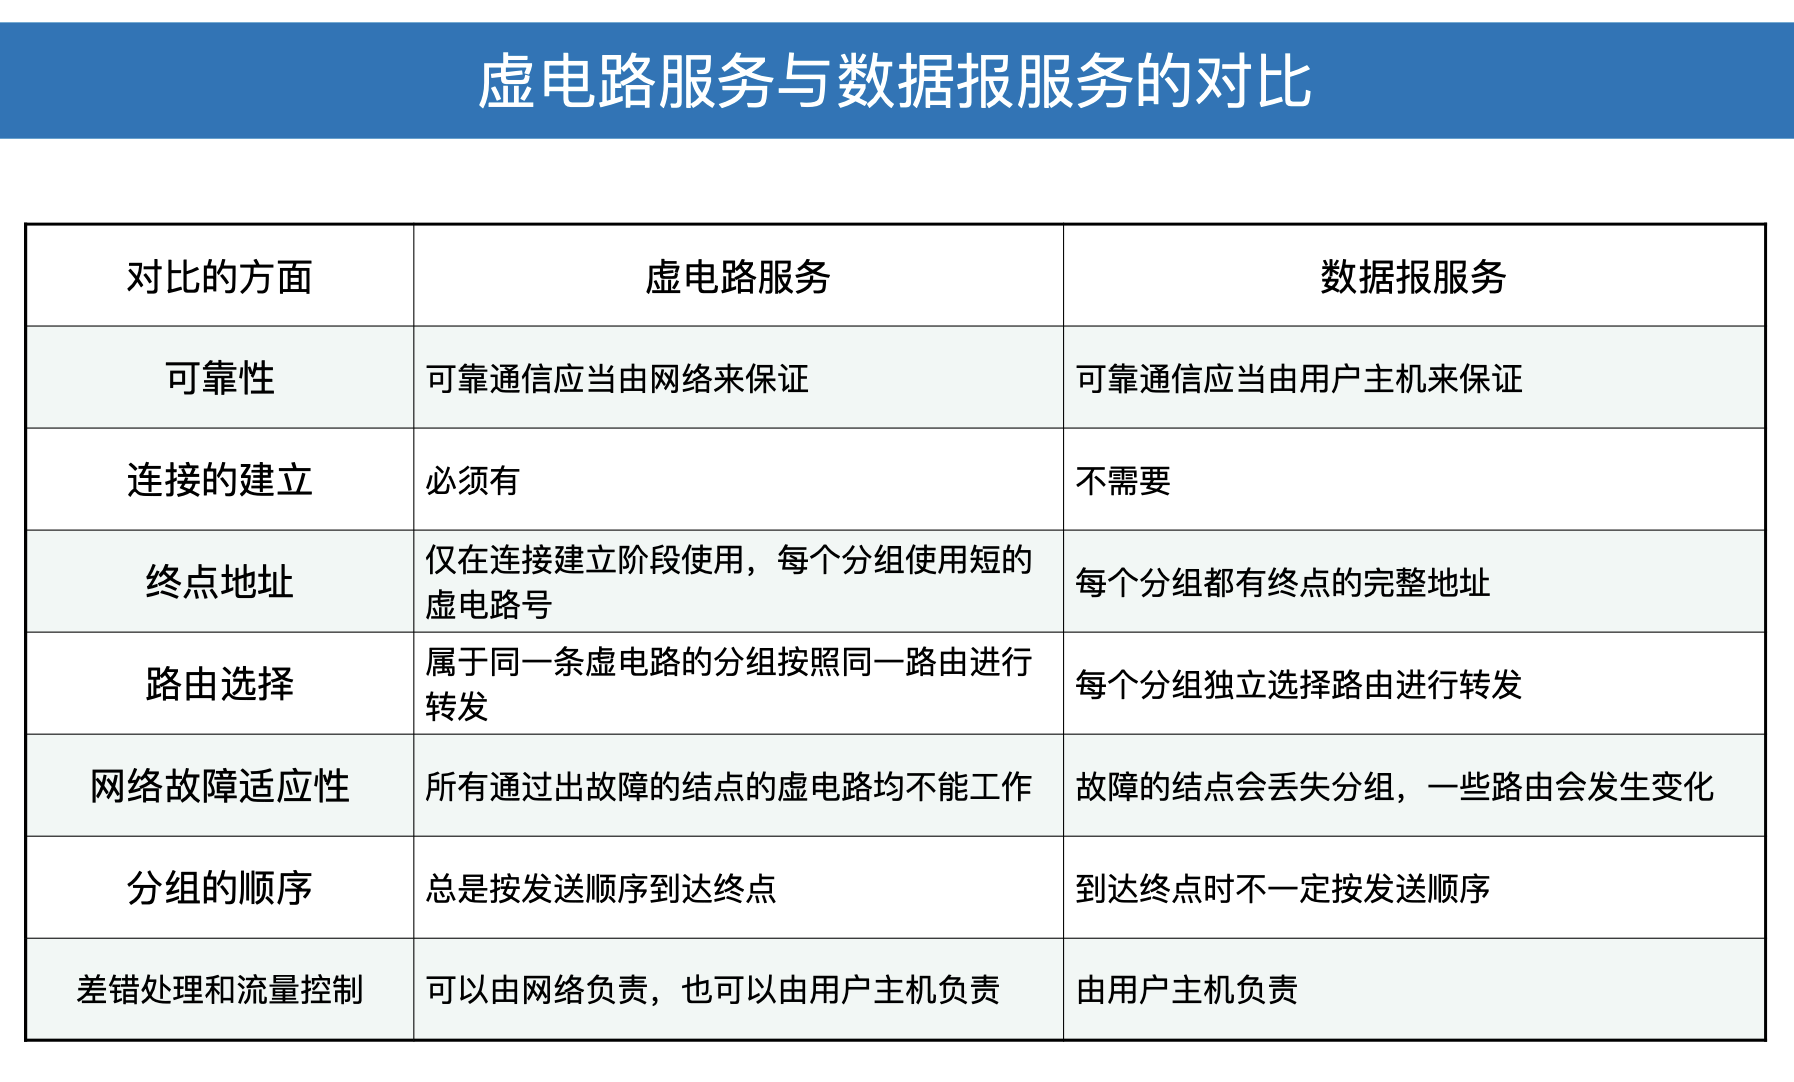 虚电路服务与数据报服务的对比
对比的方面
虚电路服务
数据报服务
可靠性
可靠通信应当由网络来保证
可靠通信应当由用户主机来保证
连接的建立
必须有
不需要
终点地址
仅在连接建立阶段使用，每个分组使用短的
虚电路号
每个分组都有终点的完整地址
路由选择
属于同一条虚电路的分组按照同一路由进行
转发
每个分组独立选择路由进行转发
网络故障适应性
所有通过出故障的结点的虚电路均不能工作
故障的结点会丢失分组，一些路由会发生变化
分组的顺序
总是按发送顺序到达终点
到达终点时不一定按发送顺序
差错处理和流量控制
可以由网络负责，也可以由用户主机负责
由用户主机负责